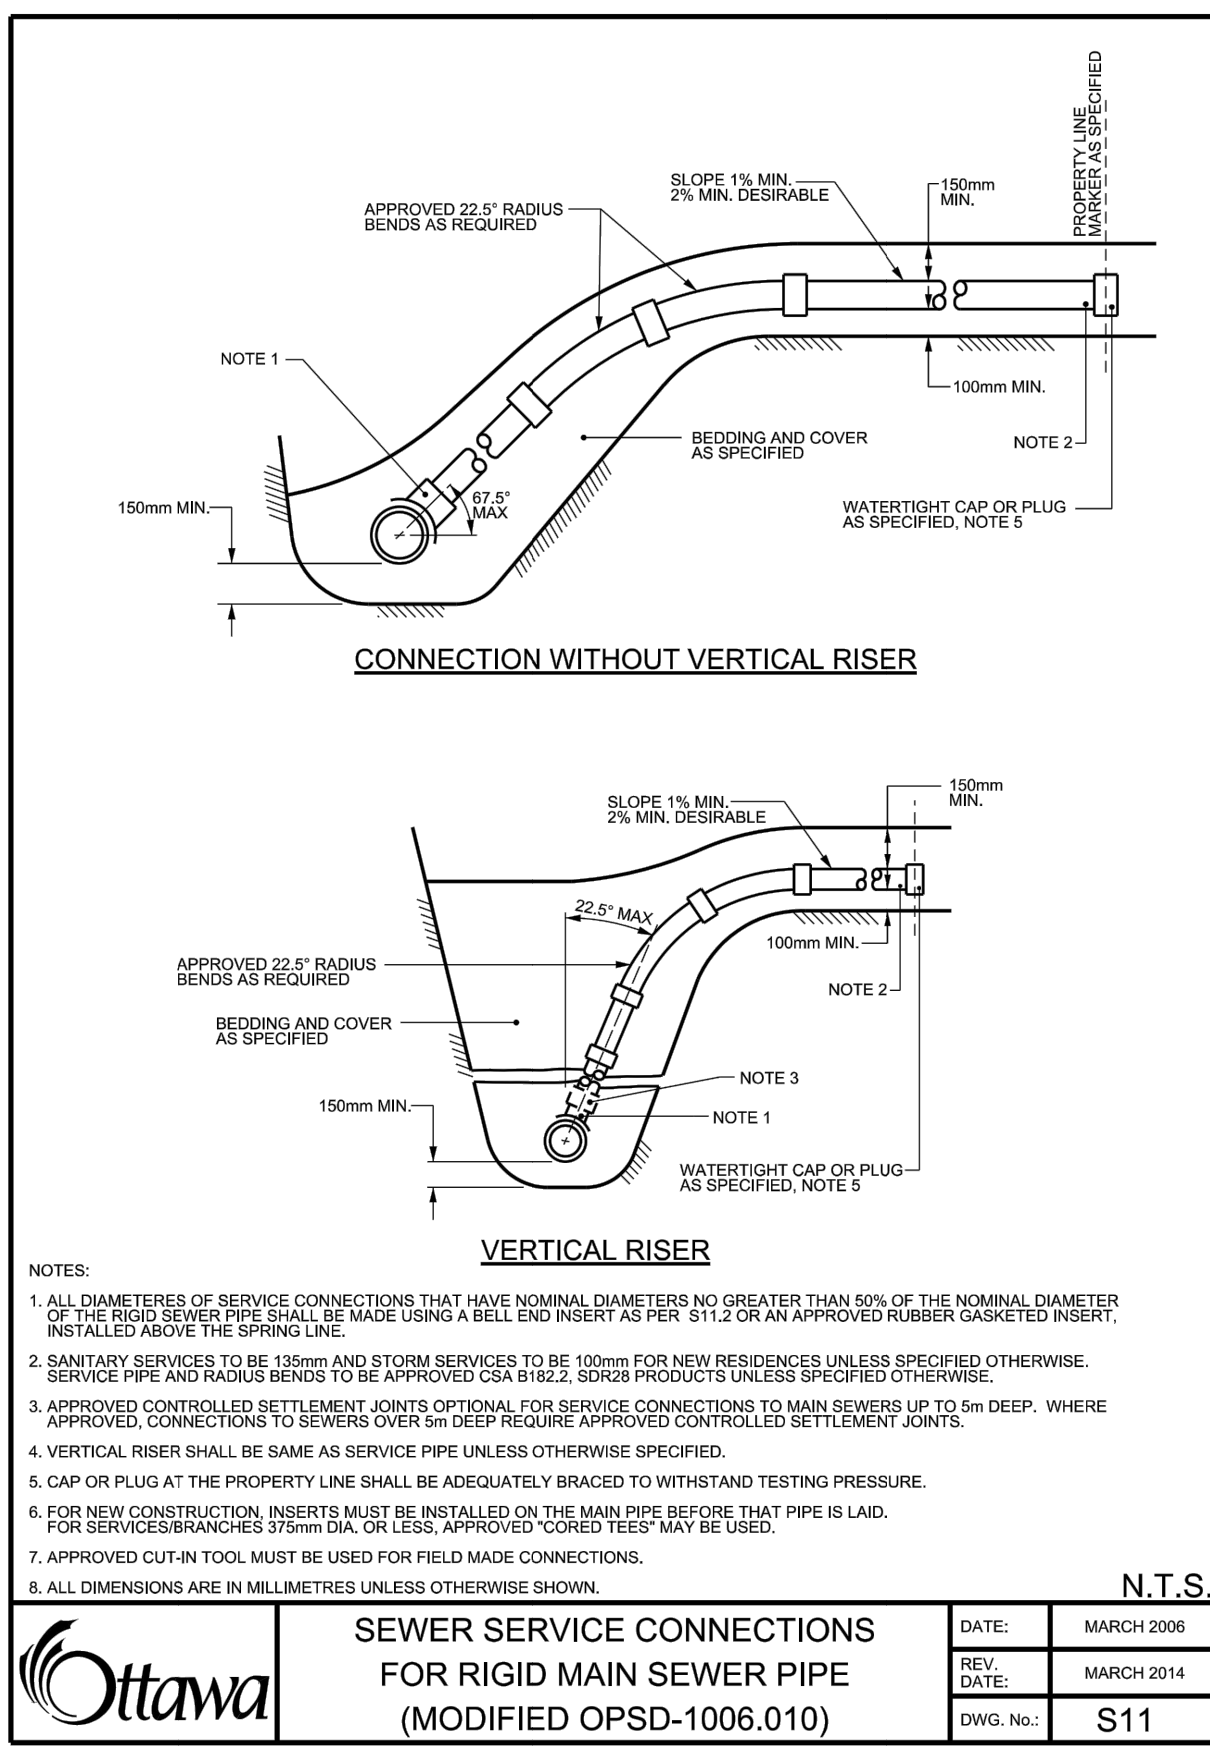 PROPERTY LINE
MARKER AS SPECIFIED
SLOPE 1% MIN.
2% MIN. DESIRABLE
150mm
MIN.
APPROVED 22.5° RADIUS
BENDS AS REQUIRED
NOTE 1
100mm MIN.
BEDDING AND COVER
AS SPECIFIED
NOTE 2
67.5°
MAX
150mm MIN.
WATERTIGHT CAP OR PLUG
AS SPECIFIED, NOTE 5
CONNECTION WITHOUT VERTICAL RISER
150mm
MIN.
SLOPE 1% MIN.
2% MIN. DESIRABLE
22.5° MAX
100mm MIN.
APPROVED 22.5° RADIUS
BENDS AS REQUIRED
NOTE 2
BEDDING AND COVER
AS SPECIFIED
NOTE 3
150mm MIN.
NOTE 1
WATERTIGHT CAP OR PLUG
AS SPECIFIED, NOTE 5
VERTICAL RISER
NOTES:
1. ALL DIAMETERES OF SERVICE CONNECTIONS THAT HAVE NOMINAL DIAMETERS NO GREATER THAN 50% OF THE NOMINAL DIAMETER
OF THE RIGID SEWER PIPE SHALL BE MADE USING A BELL END INSERT AS PER S11.2 OR AN APPROVED RUBBER GASKETED INSERT,
INSTALLED ABOVE THE SPRING LINE.
2. SANITARY SERVICES TO BE 135mm AND STORM SERVICES TO BE 100mm FOR NEW RESIDENCES UNLESS SPECIFIED OTHERWISE.
SERVICE PIPE AND RADIUS BENDS TO BE APPROVED CSA B182.2, SDR28 PRODUCTS UNLESS SPECIFIED OTHERWISE.
3. APPROVED CONTROLLED SETTLEMENT JOINTS OPTIONAL FOR SERVICE CONNECTIONS TO MAIN SEWERS UP TO 5m DEEP. WHERE
APPROVED, CONNECTIONS TO SEWERS OVER 5m DEEP REQUIRE APPROVED CONTROLLED SETTLEMENT JOINTS.
4. VERTICAL RISER SHALL BE SAME AS SERVICE PIPE UNLESS OTHERWISE SPECIFIED.
5. CAP OR PLUG AT THE PROPERTY LINE SHALL BE ADEQUATELY BRACED TO WITHSTAND TESTING PRESSURE.
6. FOR NEW CONSTRUCTION, INSERTS MUST BE INSTALLED ON THE MAIN PIPE BEFORE THAT PIPE IS LAID.
FOR SERVICES/BRANCHES 375mm DIA. OR LESS, APPROVED "CORED TEES" MAY BE USED.
7. APPROVED CUT-IN TOOL MUST BE USED FOR FIELD MADE CONNECTIONS.
8. ALL DIMENSIONS ARE IN MILLIMETRES UNLESS OTHERWISE SHOWN.
N.T.S.
Ottawa
SEWER SERVICE CONNECTIONS
FOR RIGID MAIN SEWER PIPE
(MODIFIED OPSD-1006.010)
DATE:
MARCH 2006
REV.
DATE:
MARCH 2014
DWG. No.:
S11